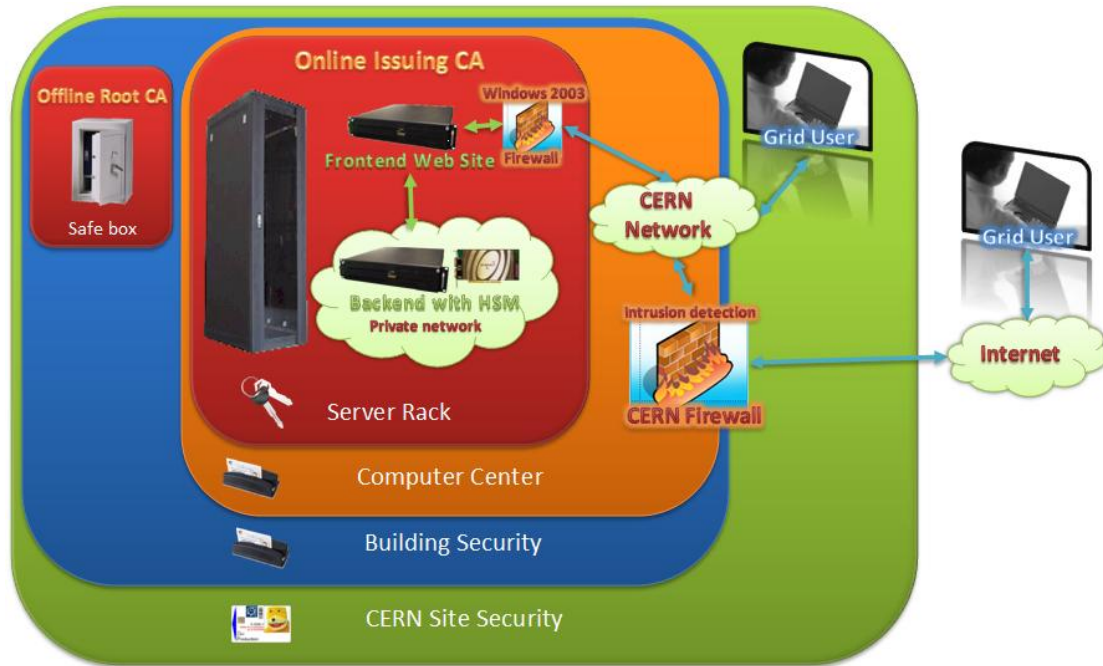 Online Issuing CA
Offline Root CA
Safe box
Windows 2003
Firewall
Frontend Web Site
Backend with HSM
Private network
Server Rack
CERN
Network
Grid User
Grid User
Intrusion detection
CERN Firewall
Internet
Computer Center
Building Security
CERN Site Security